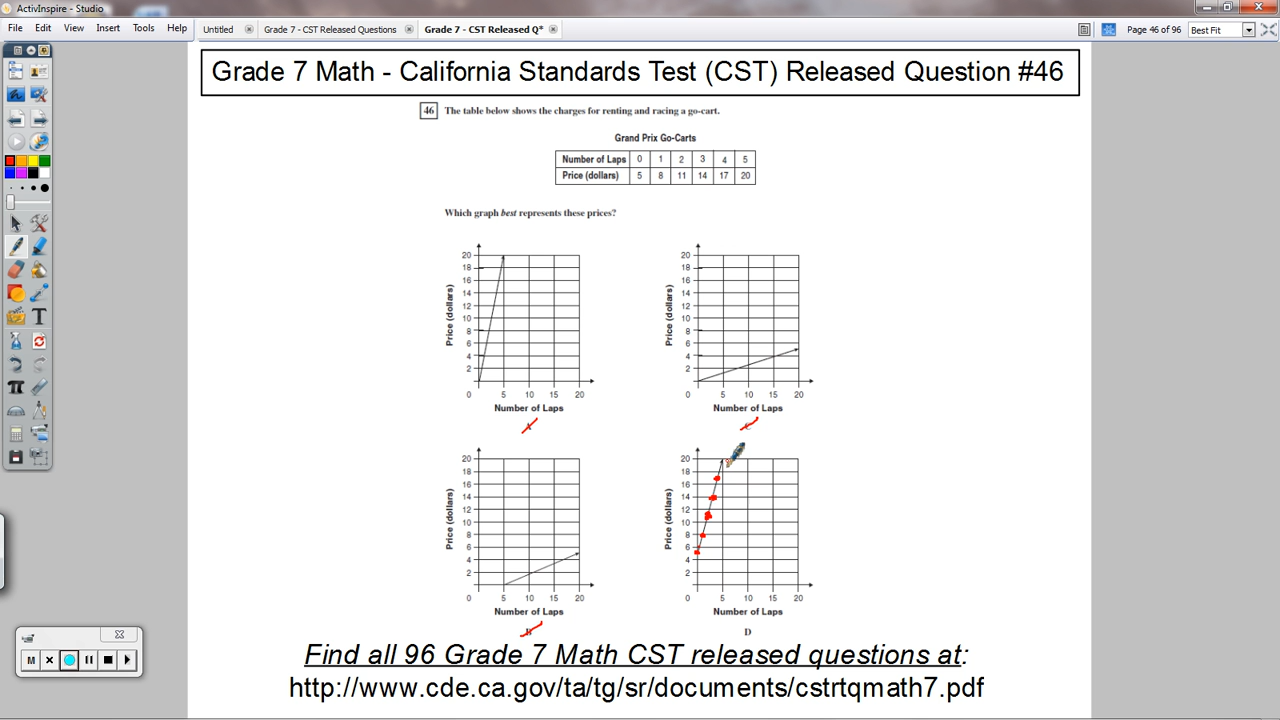 ActivInspire - Studio
File Edit View Insert Tools Help
Untitled
Grade 7 - CST Released Questions
Grade 7 - CST Released Q*
Page 46 of 96
Best Fit
Grade 7 Math - California Standards Test (CST) Released Question #46
46 The table below shows the charges for renting and racing a go-cart.
Grand Prix Go-Carts
Number of Laps 0 1 2 3 4 5
Price (dollars) 5 8 11 14 17 20
Which graph best represents these prices?
Price (dollars)
20
18
16
14
12
10
8
6
4
2
0 5 10 15 20
Number of Laps
A
Price (dollars)
20
18
16
14
12
10
8
6
4
2
0 5 10 15 20
Number of Laps
C
Price (dollars)
20
18
16
14
12
10
8
6
4
2
0 5 10 15 20
Number of Laps
B
Price (dollars)
20
18
16
14
12
10
8
6
4
2
0 5 10 15 20
Number of Laps
D
Find all 96 Grade 7 Math CST released questions at:
http://www.cde.ca.gov/ta/tg/sr/documents/cstrtqmath7.pdf
M